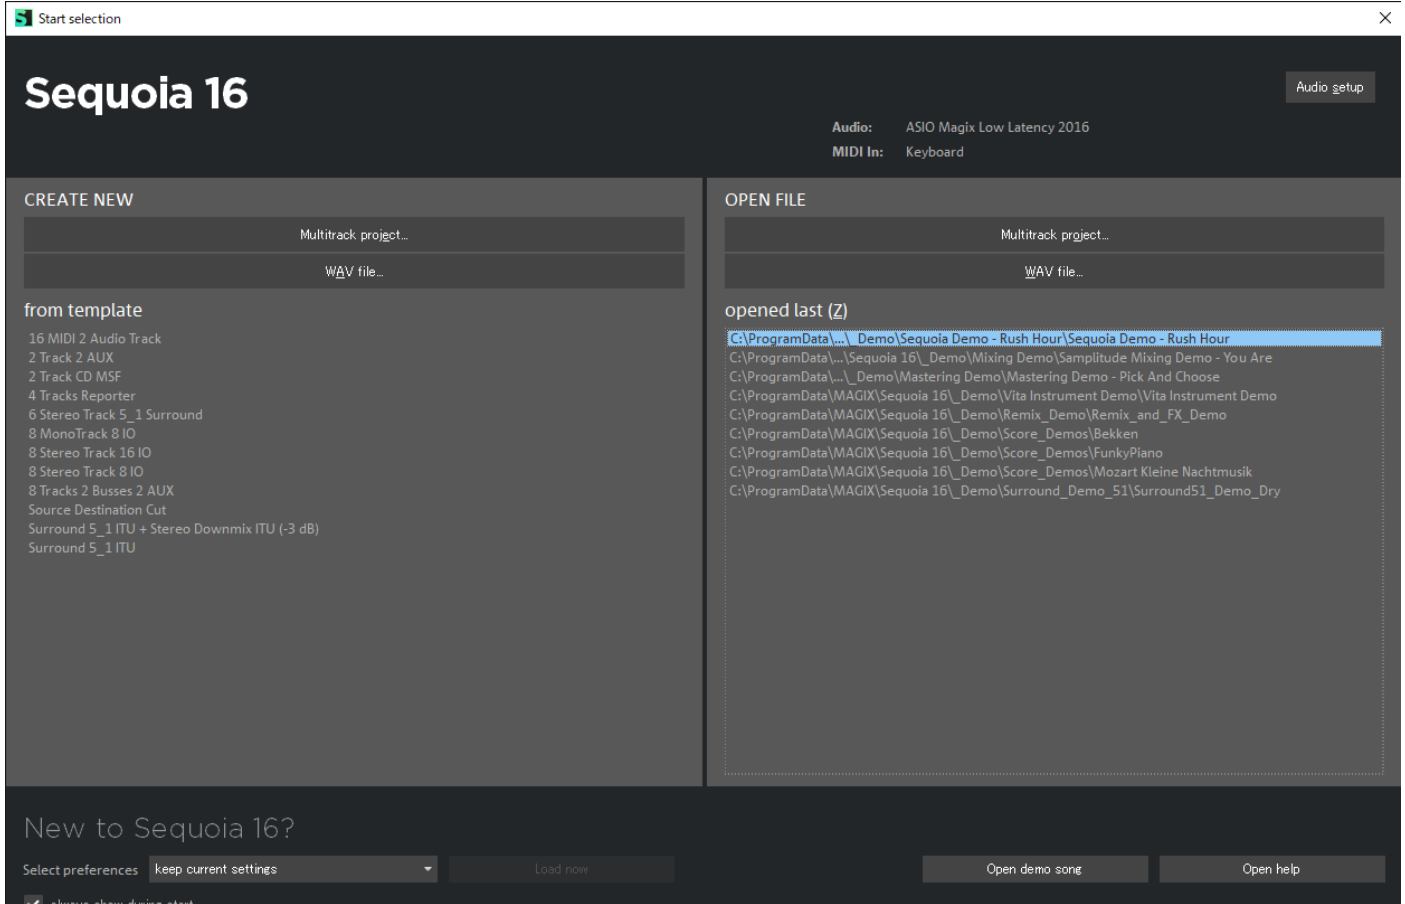 Start selection
Sequoia 16
Audio setup
Audio: ASIO Magix Low Latency 2016
MIDI In: Keyboard
CREATE NEW
Multitrack project...
WAV file...
from template
16 MIDI 2 Audio Track
2 Track 2 AUX
2 Track CD MSF
4 Tracks Reporter
6 Stereo Track 5_1 Surround
8 MonoTrack 8 IO
8 Stereo Track 16 IO
8 Stereo Track 8 IO
8 Tracks 2 Busses 2 AUX
Source Destination Cut
Surround 5_1 ITU + Stereo Downmix ITU (-3 dB)
Surround 5_1 ITU
OPEN FILE
Multitrack project...
WAV file...
opened last (Z)
C:\ProgramData\...\_Demo\Sequoia Demo - Rush Hour\Sequoia Demo - Rush Hour
C:\ProgramData\...\Sequoia 16\_Demo\Mixing Demo\Samplitude Mixing Demo - You Are
C:\ProgramData\...\_Demo\Mastering Demo\Mastering Demo - Pick And Choose
C:\ProgramData\MAGIX\Sequoia 16\_Demo\Vita Instrument Demo\Vita Instrument Demo
C:\ProgramData\MAGIX\Sequoia 16\_Demo\Remix_Demo\Remix_and_FX_Demo
C:\ProgramData\MAGIX\Sequoia 16\_Demo\Score_Demos\Bekken
C:\ProgramData\MAGIX\Sequoia 16\_Demo\Score_Demos\FunkyPiano
C:\ProgramData\MAGIX\Sequoia 16\_Demo\Score_Demos\Mozart Kleine Nachtmusik
C:\ProgramData\MAGIX\Sequoia 16\_Demo\Surround_Demo_51\Surround51_Demo_Dry
New to Sequoia 16?
Select preferences keep current settings Load now Open demo song Open help
always show during start